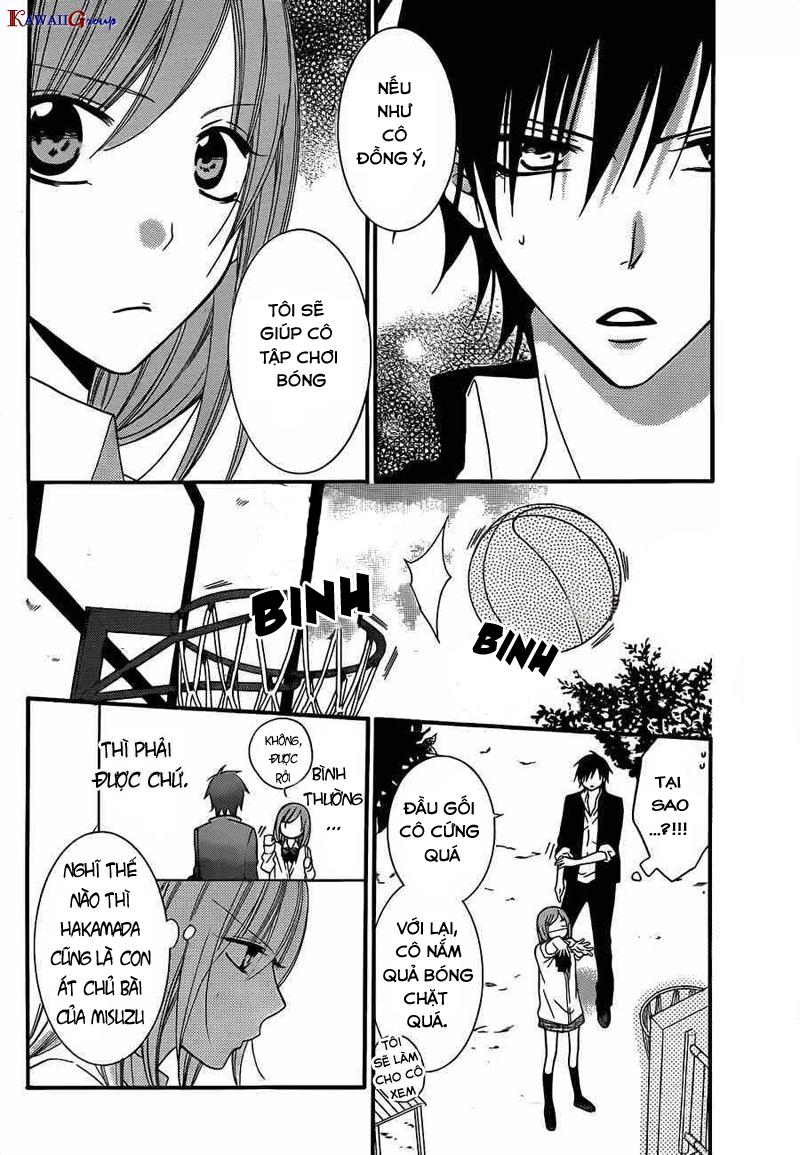 KAWAIIGroup
NẾU
NHƯ
CÔ
ĐỒNG Ý,
TÔI SẼ
GIÚP CÔ
TẬP CHƠI
BÓNG
BINH
BINH
TẠI
SAO
...?!!!
ĐẦU GỐI
CÔ CỨNG
QUÁ
VỚI LẠI,
CÔ NẮM
QUẢ BÓNG
CHẶT
QUÁ.
TÔI
SẼ LÀM
CHO CÔ
XEM
KHÔNG,
ĐƯỢC
RỒI
BÌNH
THƯỜNG
...
THÌ PHẢI
ĐƯỢC CHỨ.
NGHĨ THẾ
NÀO THÌ
HAKAMADA
CŨNG LÀ CON
ÁT CHỦ BÀI
CỦA MISUZU